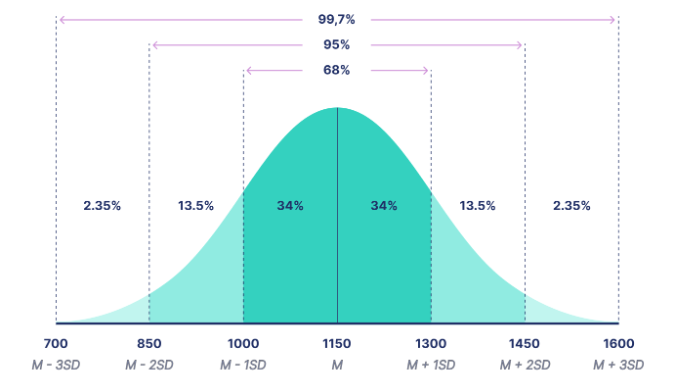 99,7%
95%
68%
2.35% 13.5% 34% 34% 13.5% 2.35%
700 850 1000 1150 1300 1450 1600
M - 3SD M - 2SD M - 1SD M M + 1SD M + 2SD M + 3SD